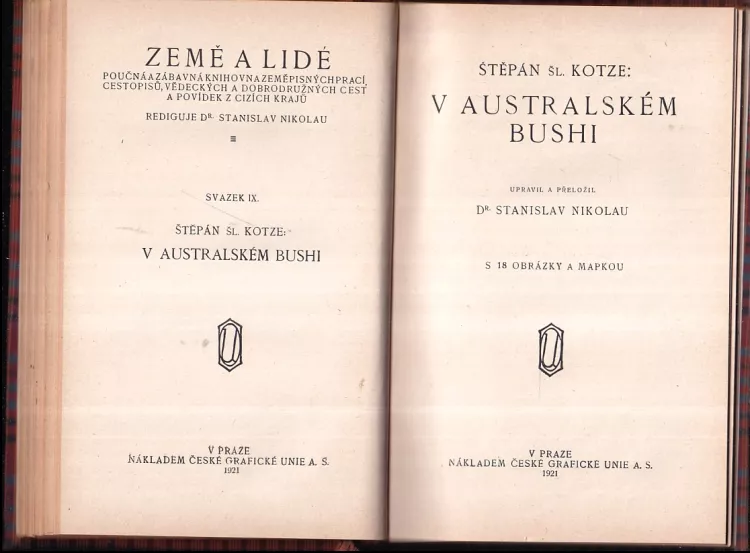 ZEMĚ A LIDÉ
POUČNÁ A ZÁBAVNÁ KNIHOVNA ZEMĚPISNÝCH PRACÍ,
CESTOPISŮ, VĚDECKÝCH A DOBRODRUŽNÝCH CEST
A POVÍDEK Z CIZÍCH KRAJŮ
REDIGUJE DR. STANISLAV NIKOLAU
SVAZEK IX.
ŠTĚPÁN ŠL. KOTZE:
V AUSTRALSKÉM BUSHI
U
V PRAZE
NÁKLADEM ČESKÉ GRAFICKÉ UNIE A. S.
1921
ŠTĚPÁN ŠL. KOTZE:
V AUSTRALSKÉM
BUSHI
UPRAVIL A PŘELOŽIL
DR. STANISLAV NIKOLAU
S 18 OBRÁZKY A MAPKOU
U
V PRAZE
NÁKLADEM ČESKÉ GRAFICKÉ UNIE A. S.
1921